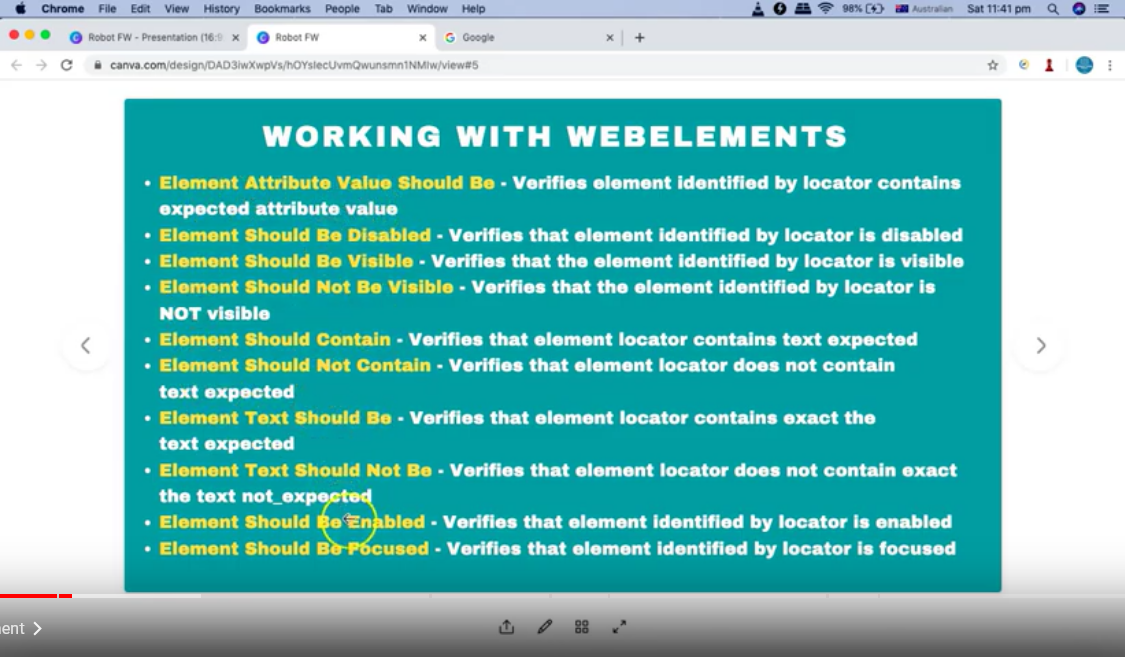 Chrome File Edit View History Bookmarks People Tab Window Help 98% Australian Sat 11:41 pm
Robot FW - Presentation (16:9 Robot FW Google
canva.com/design/DAD3iwXwpVs/hOYslecUvmQwunsmn1NMlw/view#5
WORKING WITH WEBELEMENTS
• Element Attribute Value Should Be - Verifies element identified by locator contains
expected attribute value
• Element Should Be Disabled - Verifies that element identified by locator is disabled
• Element Should Be Visible - Verifies that the element identified by locator is visible
• Element Should Not Be Visible - Verifies that the element identified by locator is
NOT visible
• Element Should Contain - Verifies that element locator contains text expected
• Element Should Not Contain - Verifies that element locator does not contain
text expected
• Element Text Should Be - Verifies that element locator contains exact the
text expected
• Element Text Should Not Be - Verifies that element locator does not contain exact
the text not_expected
• Element Should Be Enabled - Verifies that element identified by locator is enabled
• Element Should Be Focused - Verifies that element identified by locator is focused